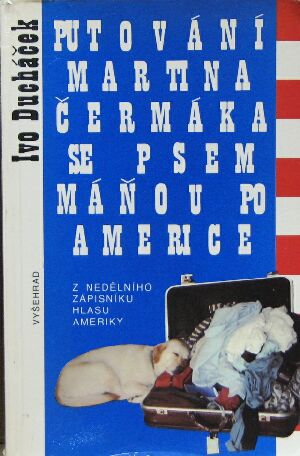 Ivo Ducháček
PUTOVÁNÍ
MARTINA
ČERMÁKA
SE PSEM
MÁŇOU PO
AMERICE
Z NEDĚLNÍHO
ZÁPISNÍKU
HLASU
AMERIKY
VYŠEHRAD